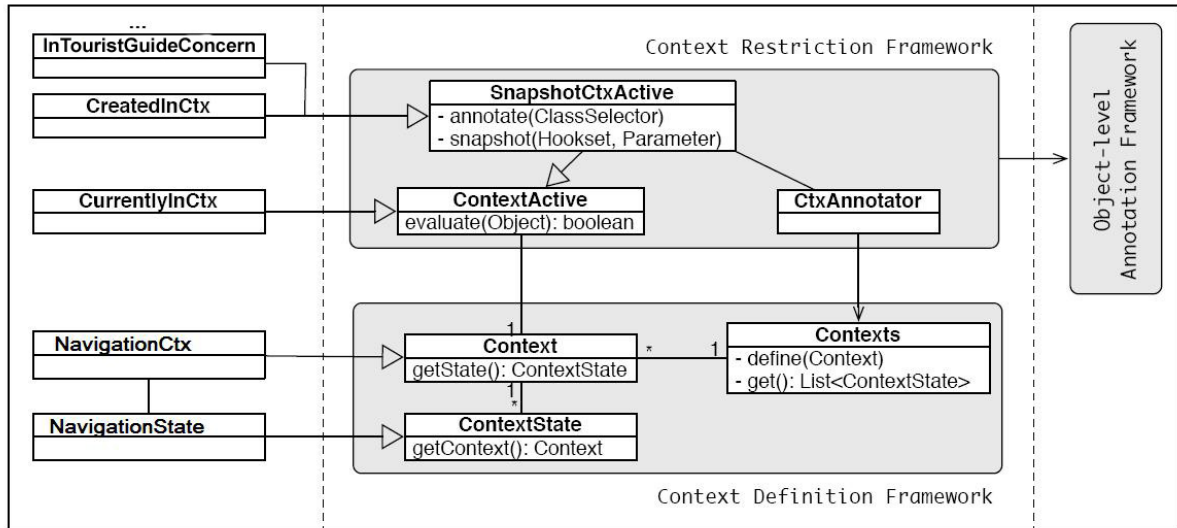 ...
InTouristGuideConcern
CreatedInCtx
CurrentlyInCtx
NavigationCtx
NavigationState
Context Restriction Framework
SnapshotCtxActive
- annotate(ClassSelector)
- snapshot(Hookset, Parameter)
ContextActive
evaluate(Object): boolean
CtxAnnotator
1
Context
getState(): ContextState
*
1
Contexts
- define(Context)
- get(): List<ContextState>
1
*
ContextState
getContext(): Context
Context Definition Framework
Object-level
Annotation Framework